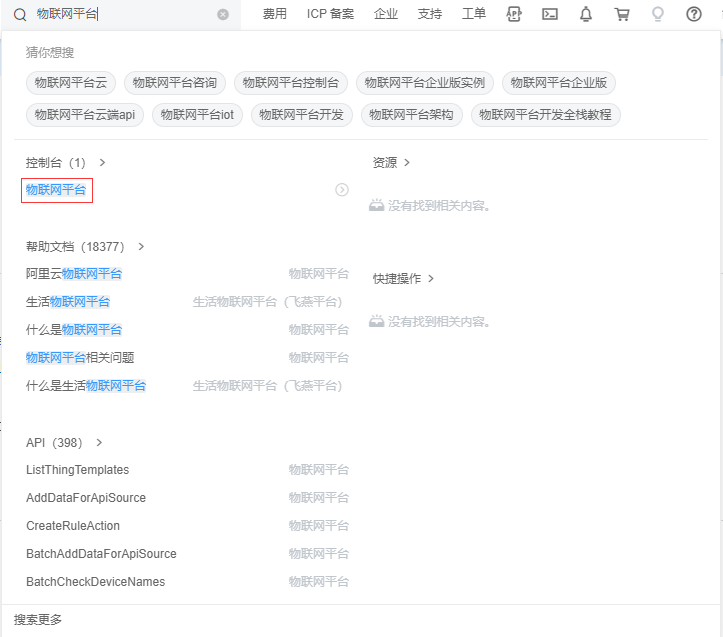 物联网平台 费用 ICP 备案 企业 支持 工单
猜你想搜
物联网平台云 物联网平台咨询 物联网平台控制台 物联网平台企业版实例 物联网平台企业版
物联网平台云端api 物联网平台iot 物联网平台开发 物联网平台架构 物联网平台开发全栈教程
控制台（1）
物联网平台
资源
没有找到相关内容。
帮助文档（18377）
阿里云物联网平台 物联网平台
生活物联网平台 生活物联网平台（飞燕平台）
什么是物联网平台 物联网平台
物联网平台相关问题 物联网平台
什么是生活物联网平台 生活物联网平台（飞燕平台）
快捷操作
没有找到相关内容。
API（398）
ListThingTemplates 物联网平台
AddDataForApiSource 物联网平台
CreateRuleAction 物联网平台
BatchAddDataForApiSource 物联网平台
BatchCheckDeviceNames 物联网平台
搜索更多